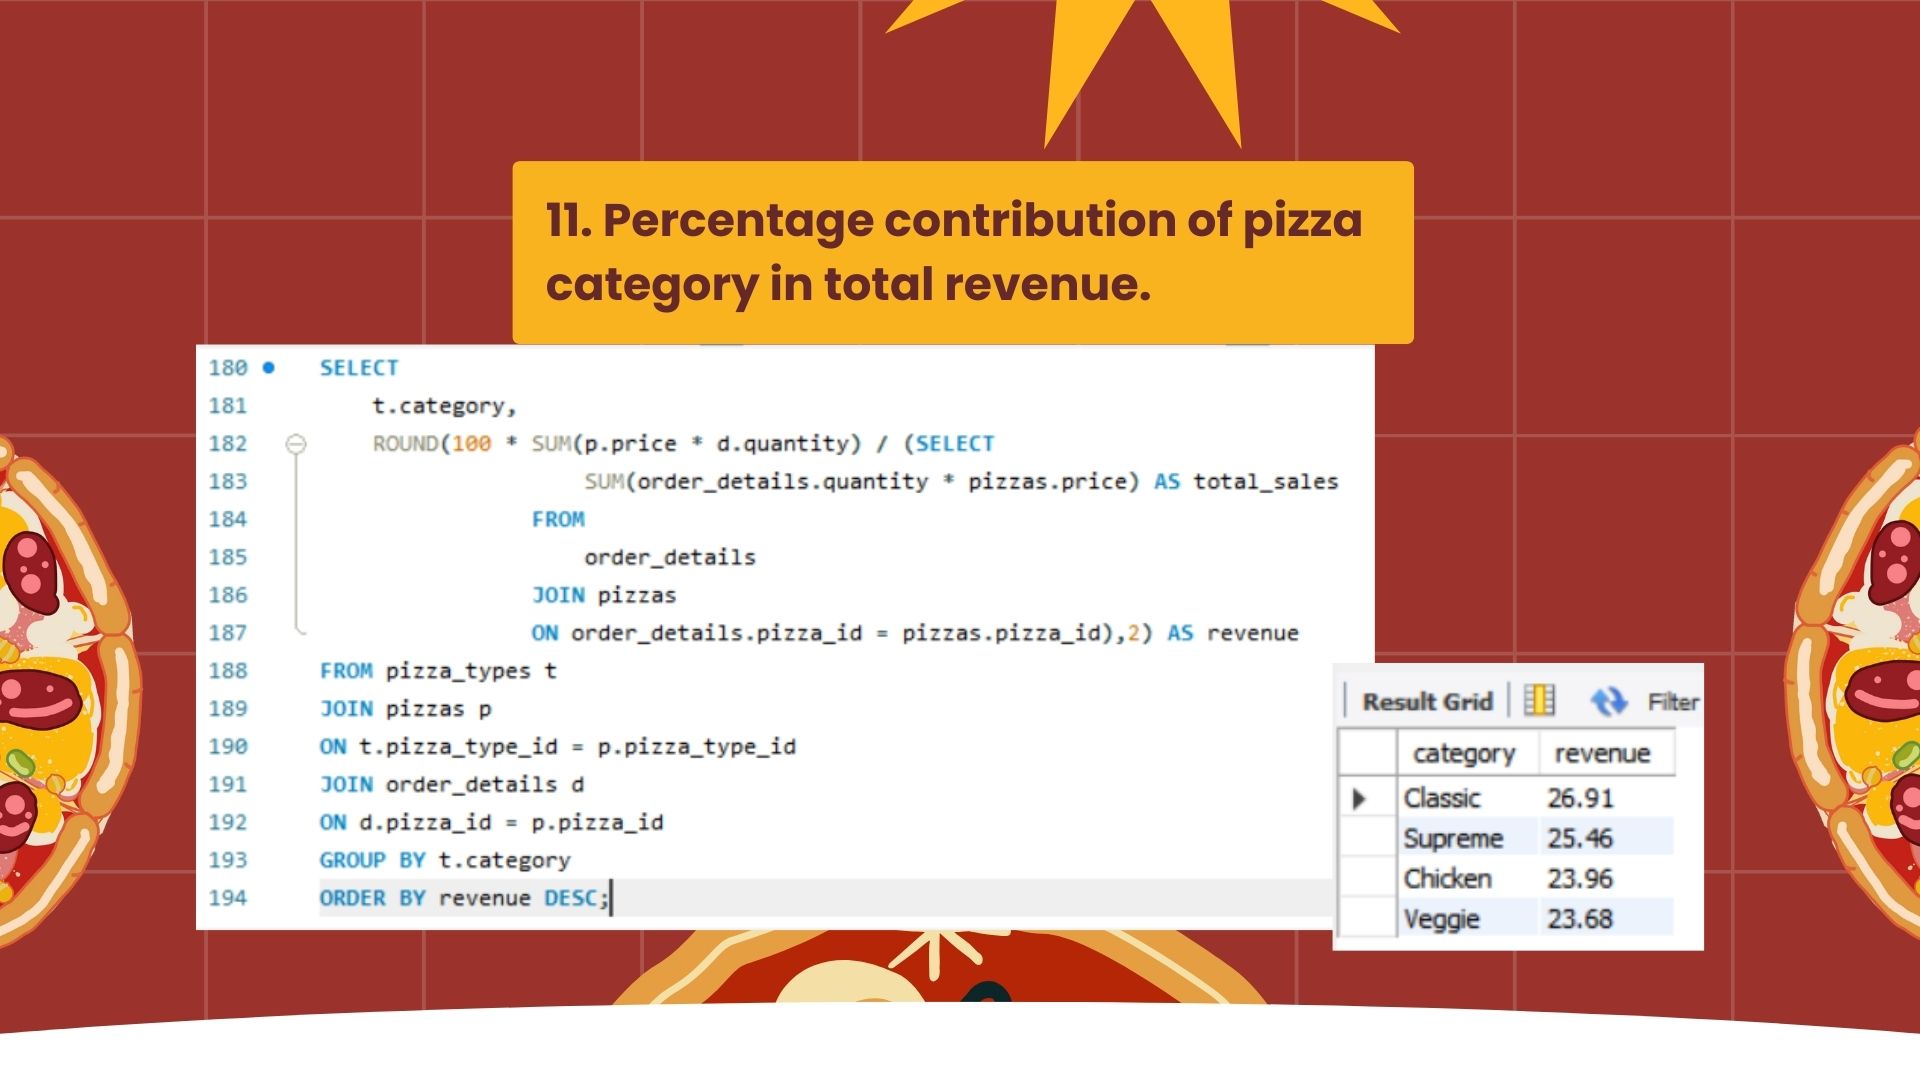 11. Percentage contribution of pizza
category in total revenue.
180 SELECT
181 t.category,
182 ROUND(100 * SUM(p.price * d.quantity) / (SELECT
183 SUM(order_details.quantity * pizzas.price) AS total_sales
184 FROM
185 order_details
186 JOIN pizzas
187 ON order_details.pizza_id = pizzas.pizza_id),2) AS revenue
188 FROM pizza_types t
189 JOIN pizzas p
190 ON t.pizza_type_id = p.pizza_type_id
191 JOIN order_details d
192 ON d.pizza_id = p.pizza_id
193 GROUP BY t.category
194 ORDER BY revenue DESC;
Result Grid Filter
category revenue
Classic 26.91
Supreme 25.46
Chicken 23.96
Veggie 23.68